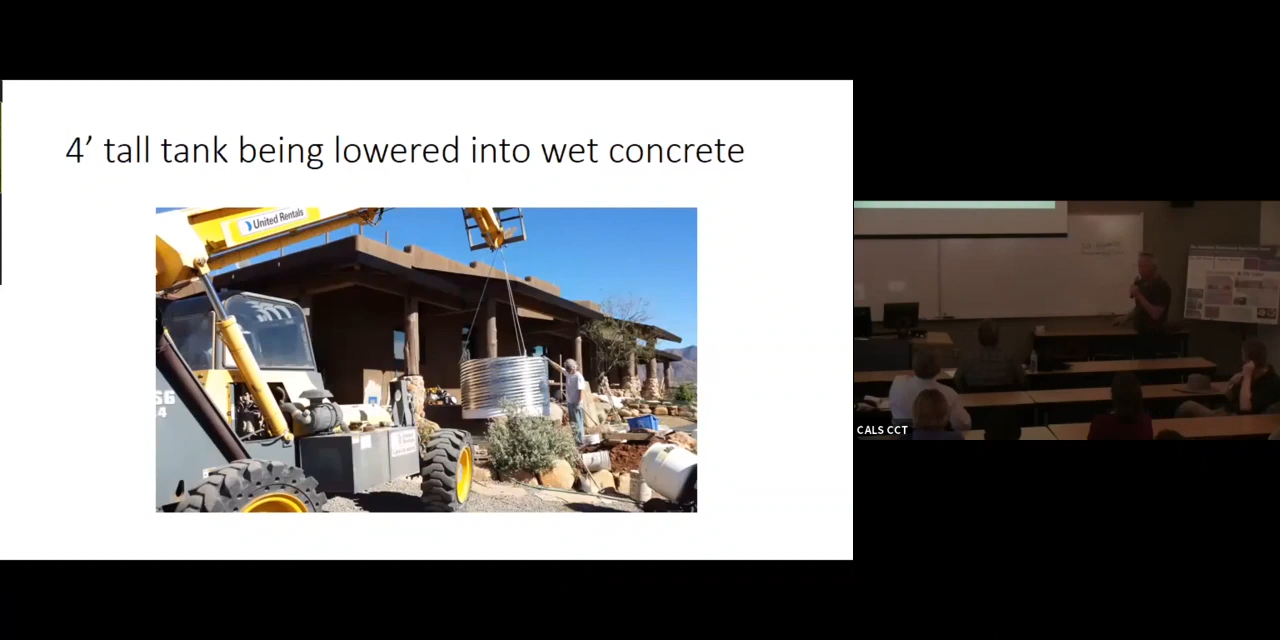 4’ tall tank being lowered into wet concrete
United Rentals
CALS CCT